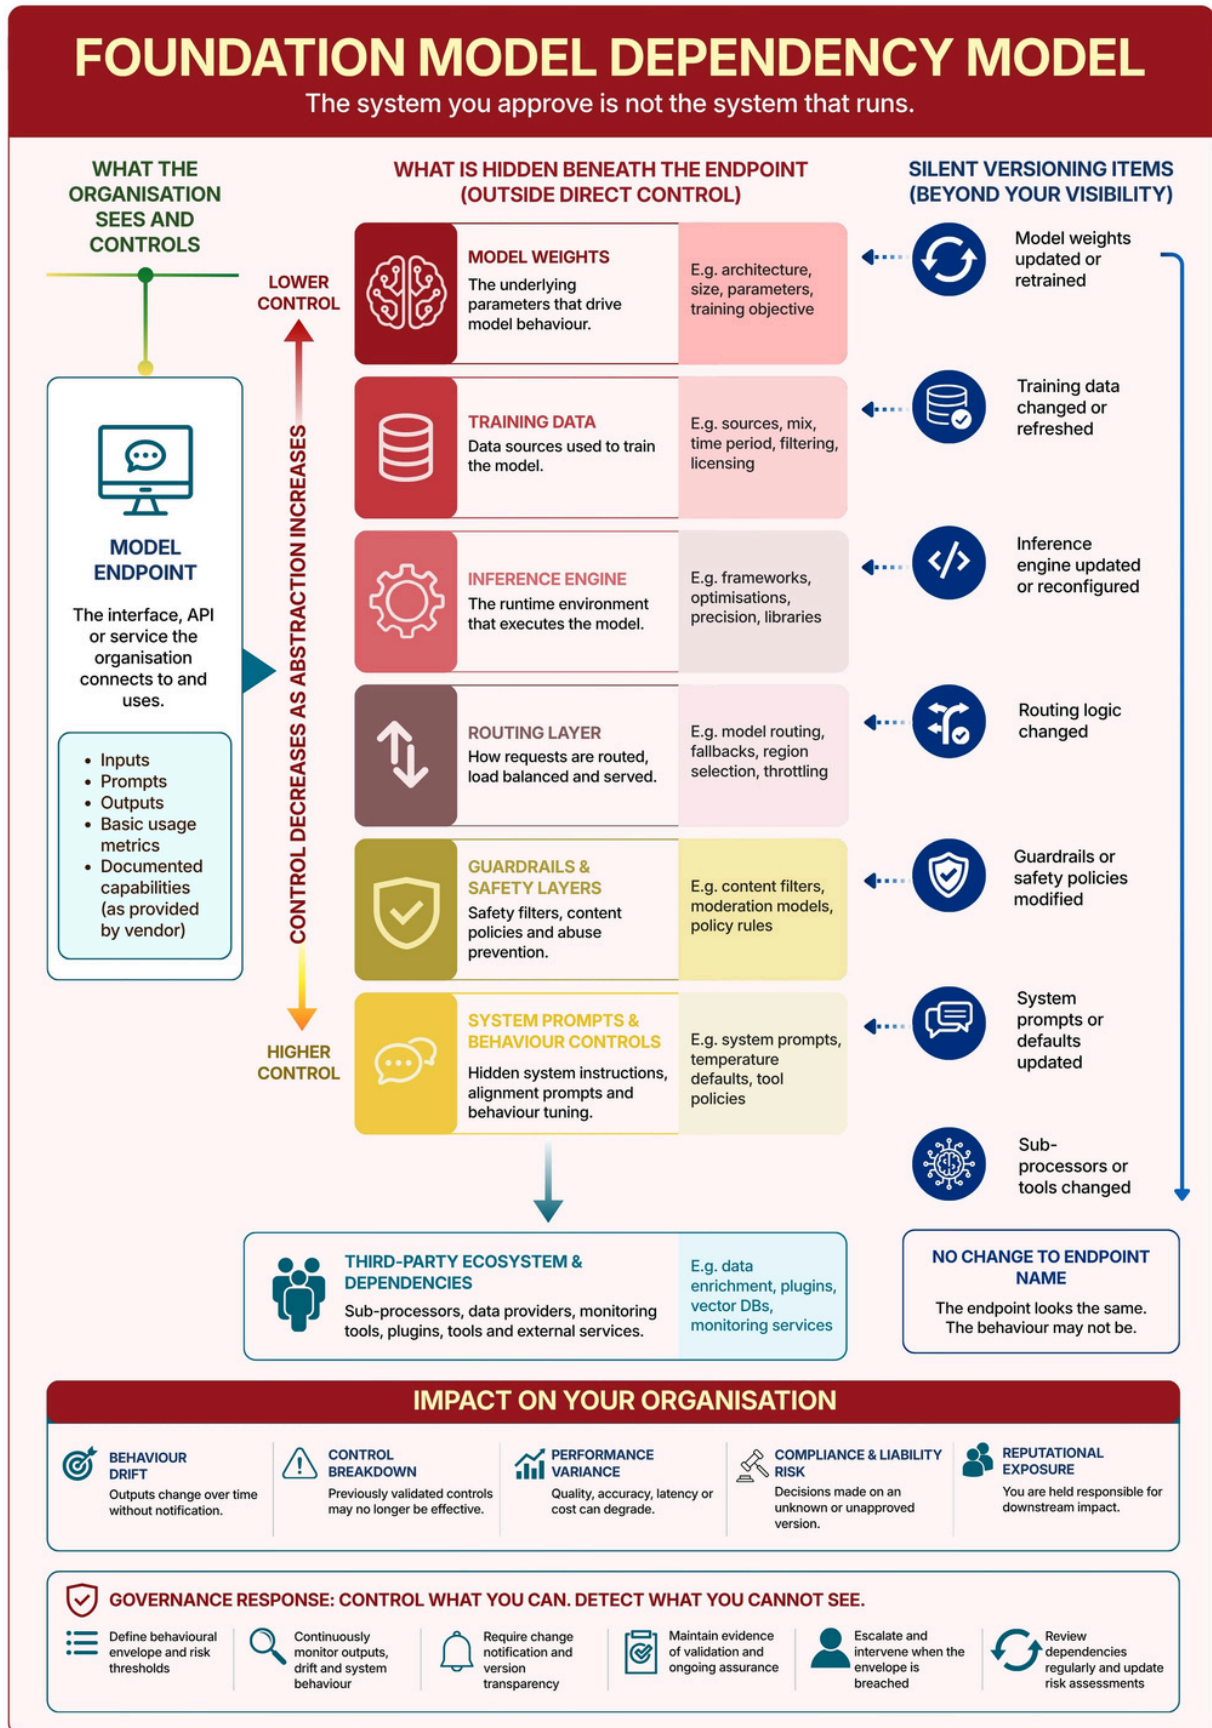 FOUNDATION MODEL DEPENDENCY MODEL
The system you approve is not the system that runs.
WHAT THE
ORGANISATION
SEES AND
CONTROLS
MODEL
ENDPOINT
The interface, API
or service the
organisation
connects to and
uses.
• Inputs
• Prompts
• Outputs
• Basic usage
metrics
• Documented
capabilities
(as provided
by vendor)
LOWER
CONTROL
CONTROL DECREASES AS ABSTRACTION INCREASES
HIGHER
CONTROL
WHAT IS HIDDEN BENEATH THE ENDPOINT
(OUTSIDE DIRECT CONTROL)
MODEL WEIGHTS
The underlying
parameters that drive
model behaviour.
E.g. architecture,
size, parameters,
training objective
TRAINING DATA
Data sources used to train
the model.
E.g. sources, mix,
time period, filtering,
licensing
INFERENCE ENGINE
The runtime environment
that executes the model.
E.g. frameworks,
optimisations,
precision, libraries
ROUTING LAYER
How requests are routed,
load balanced and served.
E.g. model routing,
fallbacks, region
selection, throttling
GUARDRAILS &
SAFETY LAYERS
Safety filters, content
policies and abuse
prevention.
E.g. content filters,
moderation models,
policy rules
SYSTEM PROMPTS &
BEHAVIOUR CONTROLS
Hidden system instructions,
alignment prompts and
behaviour tuning.
E.g. system prompts,
temperature
defaults, tool
policies
THIRD-PARTY ECOSYSTEM &
DEPENDENCIES
Sub-processors, data providers, monitoring
tools, plugins, tools and external services.
E.g. data
enrichment, plugins,
vector DBs,
monitoring services
SILENT VERSIONING ITEMS
(BEYOND YOUR VISIBILITY)
Model weights
updated or
retrained
Training data
changed or
refreshed
Inference
engine updated
or reconfigured
Routing logic
changed
Guardrails or
safety policies
modified
System
prompts or
defaults
updated
Sub-
processors or
tools changed
NO CHANGE TO ENDPOINT
NAME
The endpoint looks the same.
The behaviour may not be.
IMPACT ON YOUR ORGANISATION
BEHAVIOUR
DRIFT
Outputs change over time
without notification.
CONTROL
BREAKDOWN
Previously validated controls
may no longer be effective.
PERFORMANCE
VARIANCE
Quality, accuracy, latency or
cost can degrade.
COMPLIANCE & LIABILITY
RISK
Decisions made on an
unknown or unapproved
version.
REPUTATIONAL
EXPOSURE
You are held responsible for
downstream impact.
GOVERNANCE RESPONSE: CONTROL WHAT YOU CAN. DETECT WHAT YOU CANNOT SEE.
Define behavioural
envelope and risk
thresholds
Continuously
monitor outputs,
drift and system
behaviour
Require change
notification and
version
transparency
Maintain evidence
of validation and
ongoing assurance
Escalate and
intervene when the
envelope is
breached
Review
dependencies
regularly and update
risk assessments